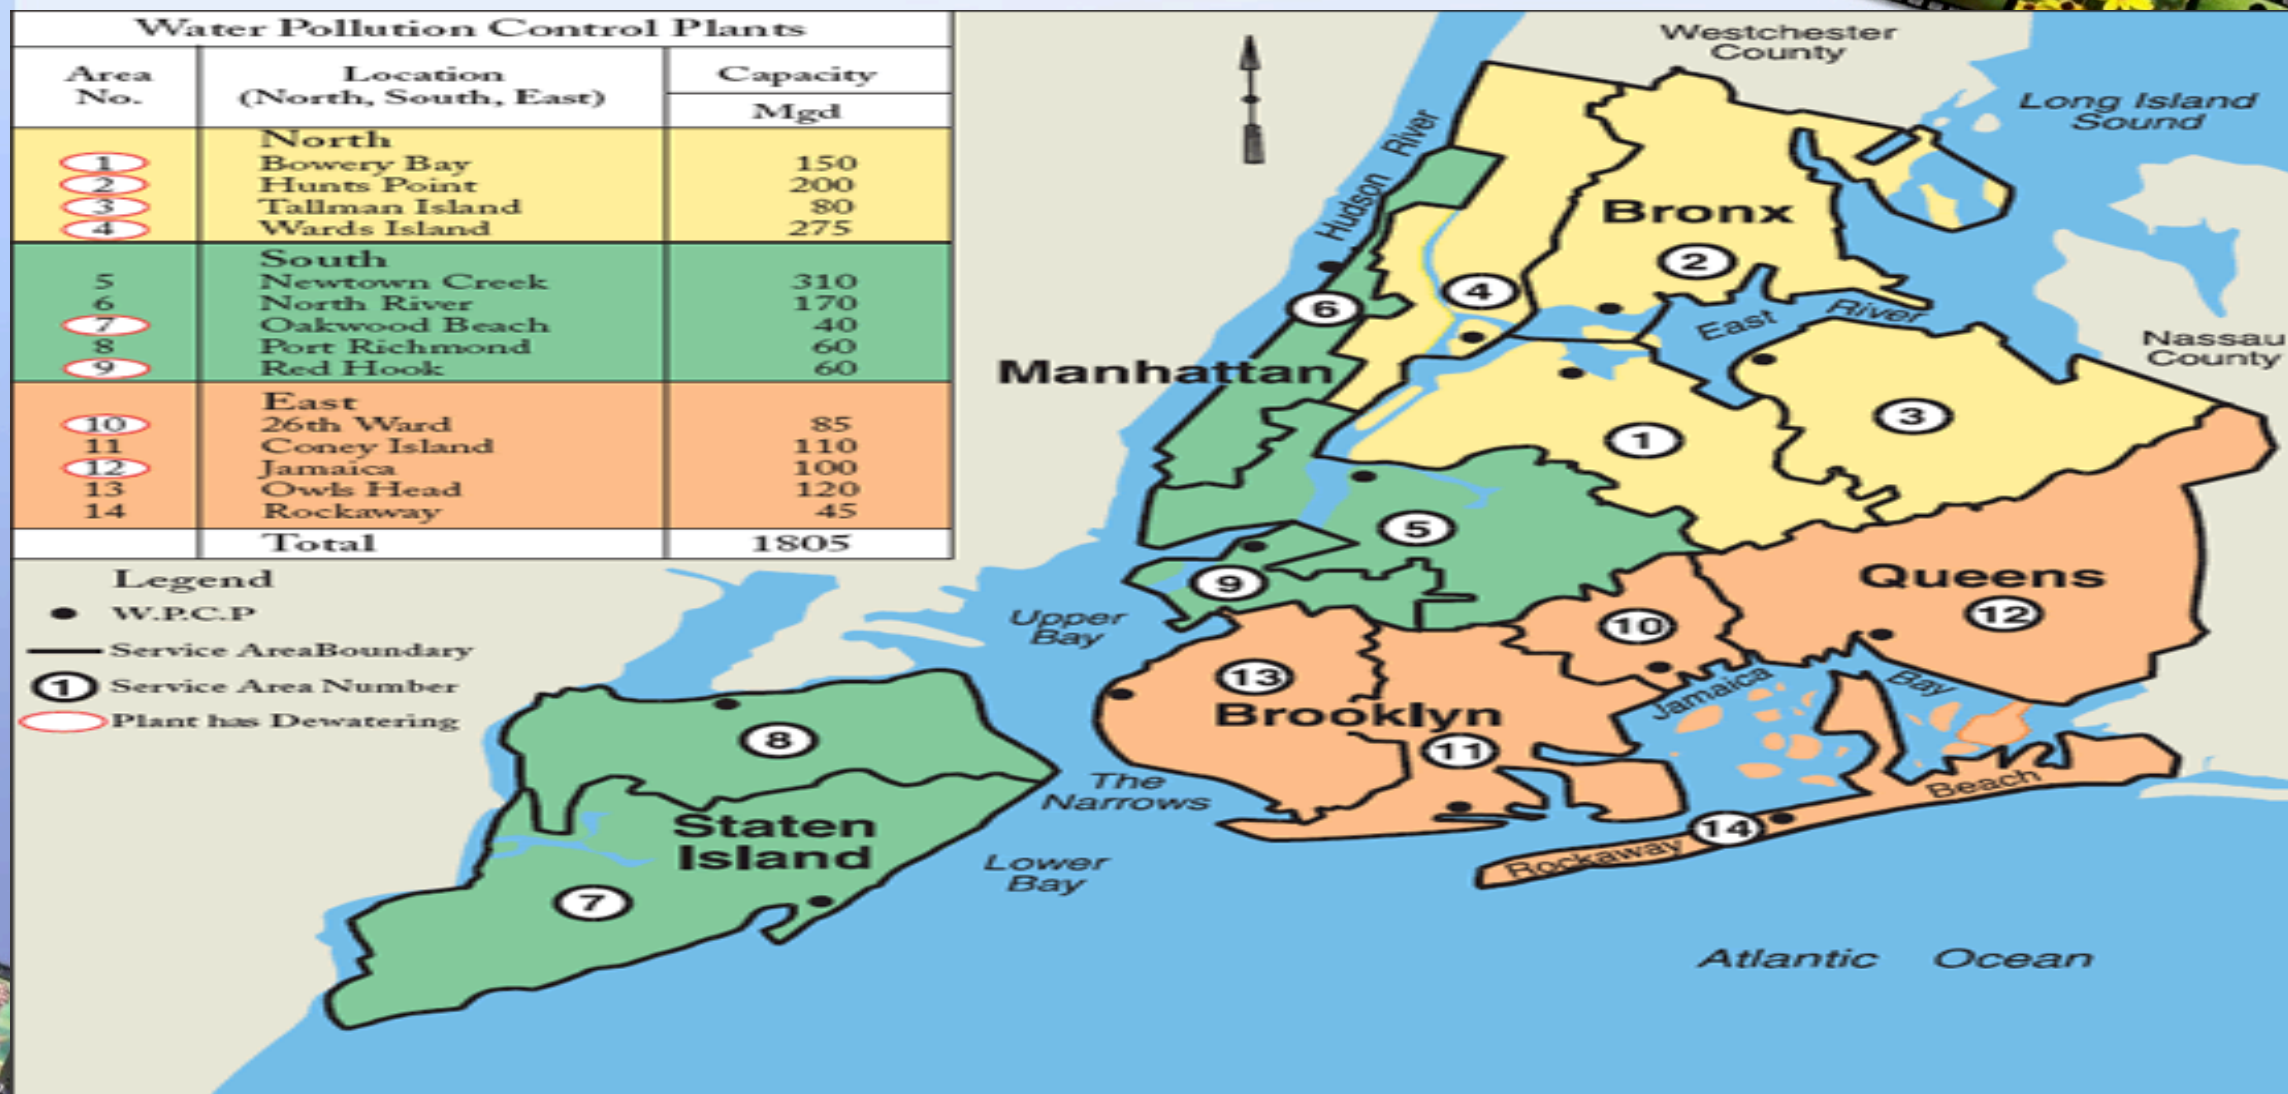 Water Pollution Control Plants
Area No.
Location (North, South, East)
Capacity
Mgd
North
1 Bowery Bay 150
2 Hunts Point 200
3 Tallman Island 80
4 Wards Island 275
South
5 Newtown Creek 310
6 North River 170
7 Oakwood Beach 40
8 Port Richmond 60
9 Red Hook 60
East
10 26th Ward 85
11 Coney Island 110
12 Jamaica 100
13 Owls Head 120
14 Rockaway 45
Total 1805
Legend
W.P.C.P
Service AreaBoundary
1 Service Area Number
Plant has Dewatering
Westchester
County
Long Island
Sound
Hudson River
Bronx
2
4
6
East River
Nassau
County
Manhattan
3
1
5
9
Queens
12
10
Upper
Bay
13
Brooklyn
11
Jamaica Bay
8
The
Narrows
Staten
Island
7
Lower
Bay
14
Rockaway Beach
Atlantic Ocean